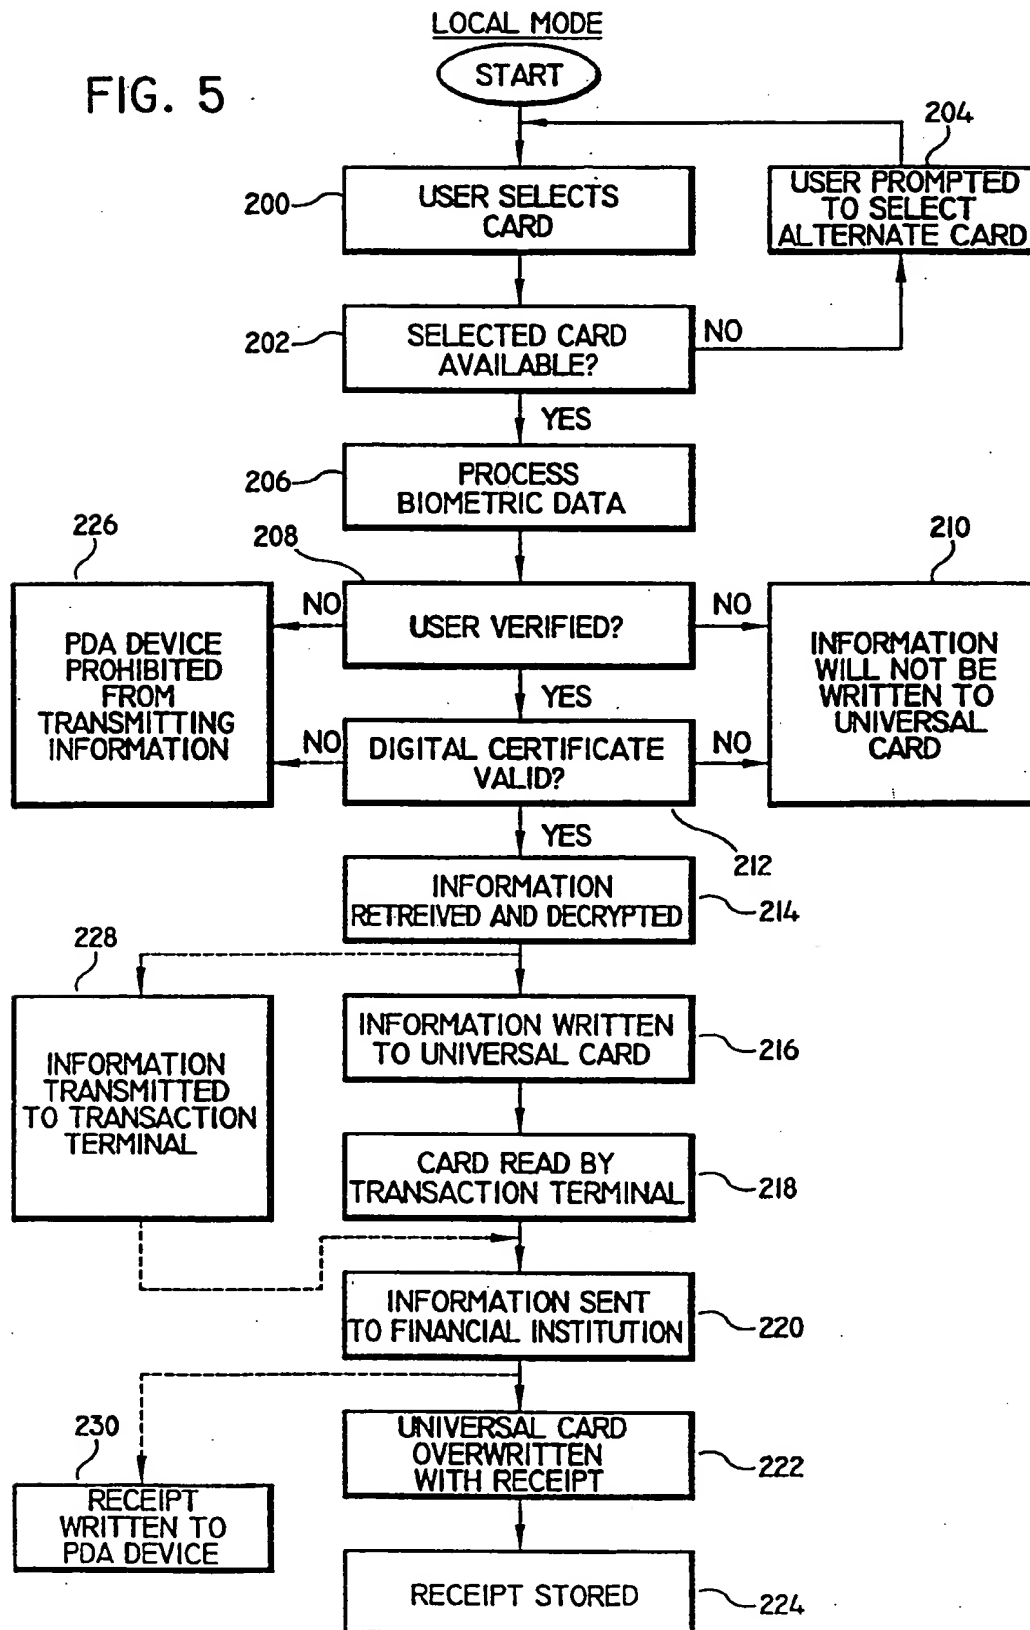 LOCAL MODE
START
FIG. 5
204
200
USER SELECTS
CARD
USER PROMPTED
TO SELECT
ALTERNATE CARD
202
SELECTED CARD
AVAILABLE?
NO
YES
206
PROCESS
BIOMETRIC DATA
226
208
210
PDA DEVICE
PROHIBITED
FROM
TRANSMITTING
INFORMATION
NO
USER VERIFIED?
NO
INFORMATION
WILL NOT BE
WRITTEN TO
UNIVERSAL
CARD
YES
NO
DIGITAL CERTIFICATE
VALID?
NO
YES
212
INFORMATION
RETREIVED AND DECRYPTED
214
228
INFORMATION
TRANSMITTED
TO TRANSACTION
TERMINAL
INFORMATION WRITTEN
TO UNIVERSAL CARD
216
CARD READ BY
TRANSACTION TERMINAL
218
INFORMATION SENT
TO FINANCIAL INSTITUTION
220
230
RECEIPT
WRITTEN TO
PDA DEVICE
UNIVERSAL CARD
OVERWRITTEN
WITH RECEIPT
222
RECEIPT STORED
224